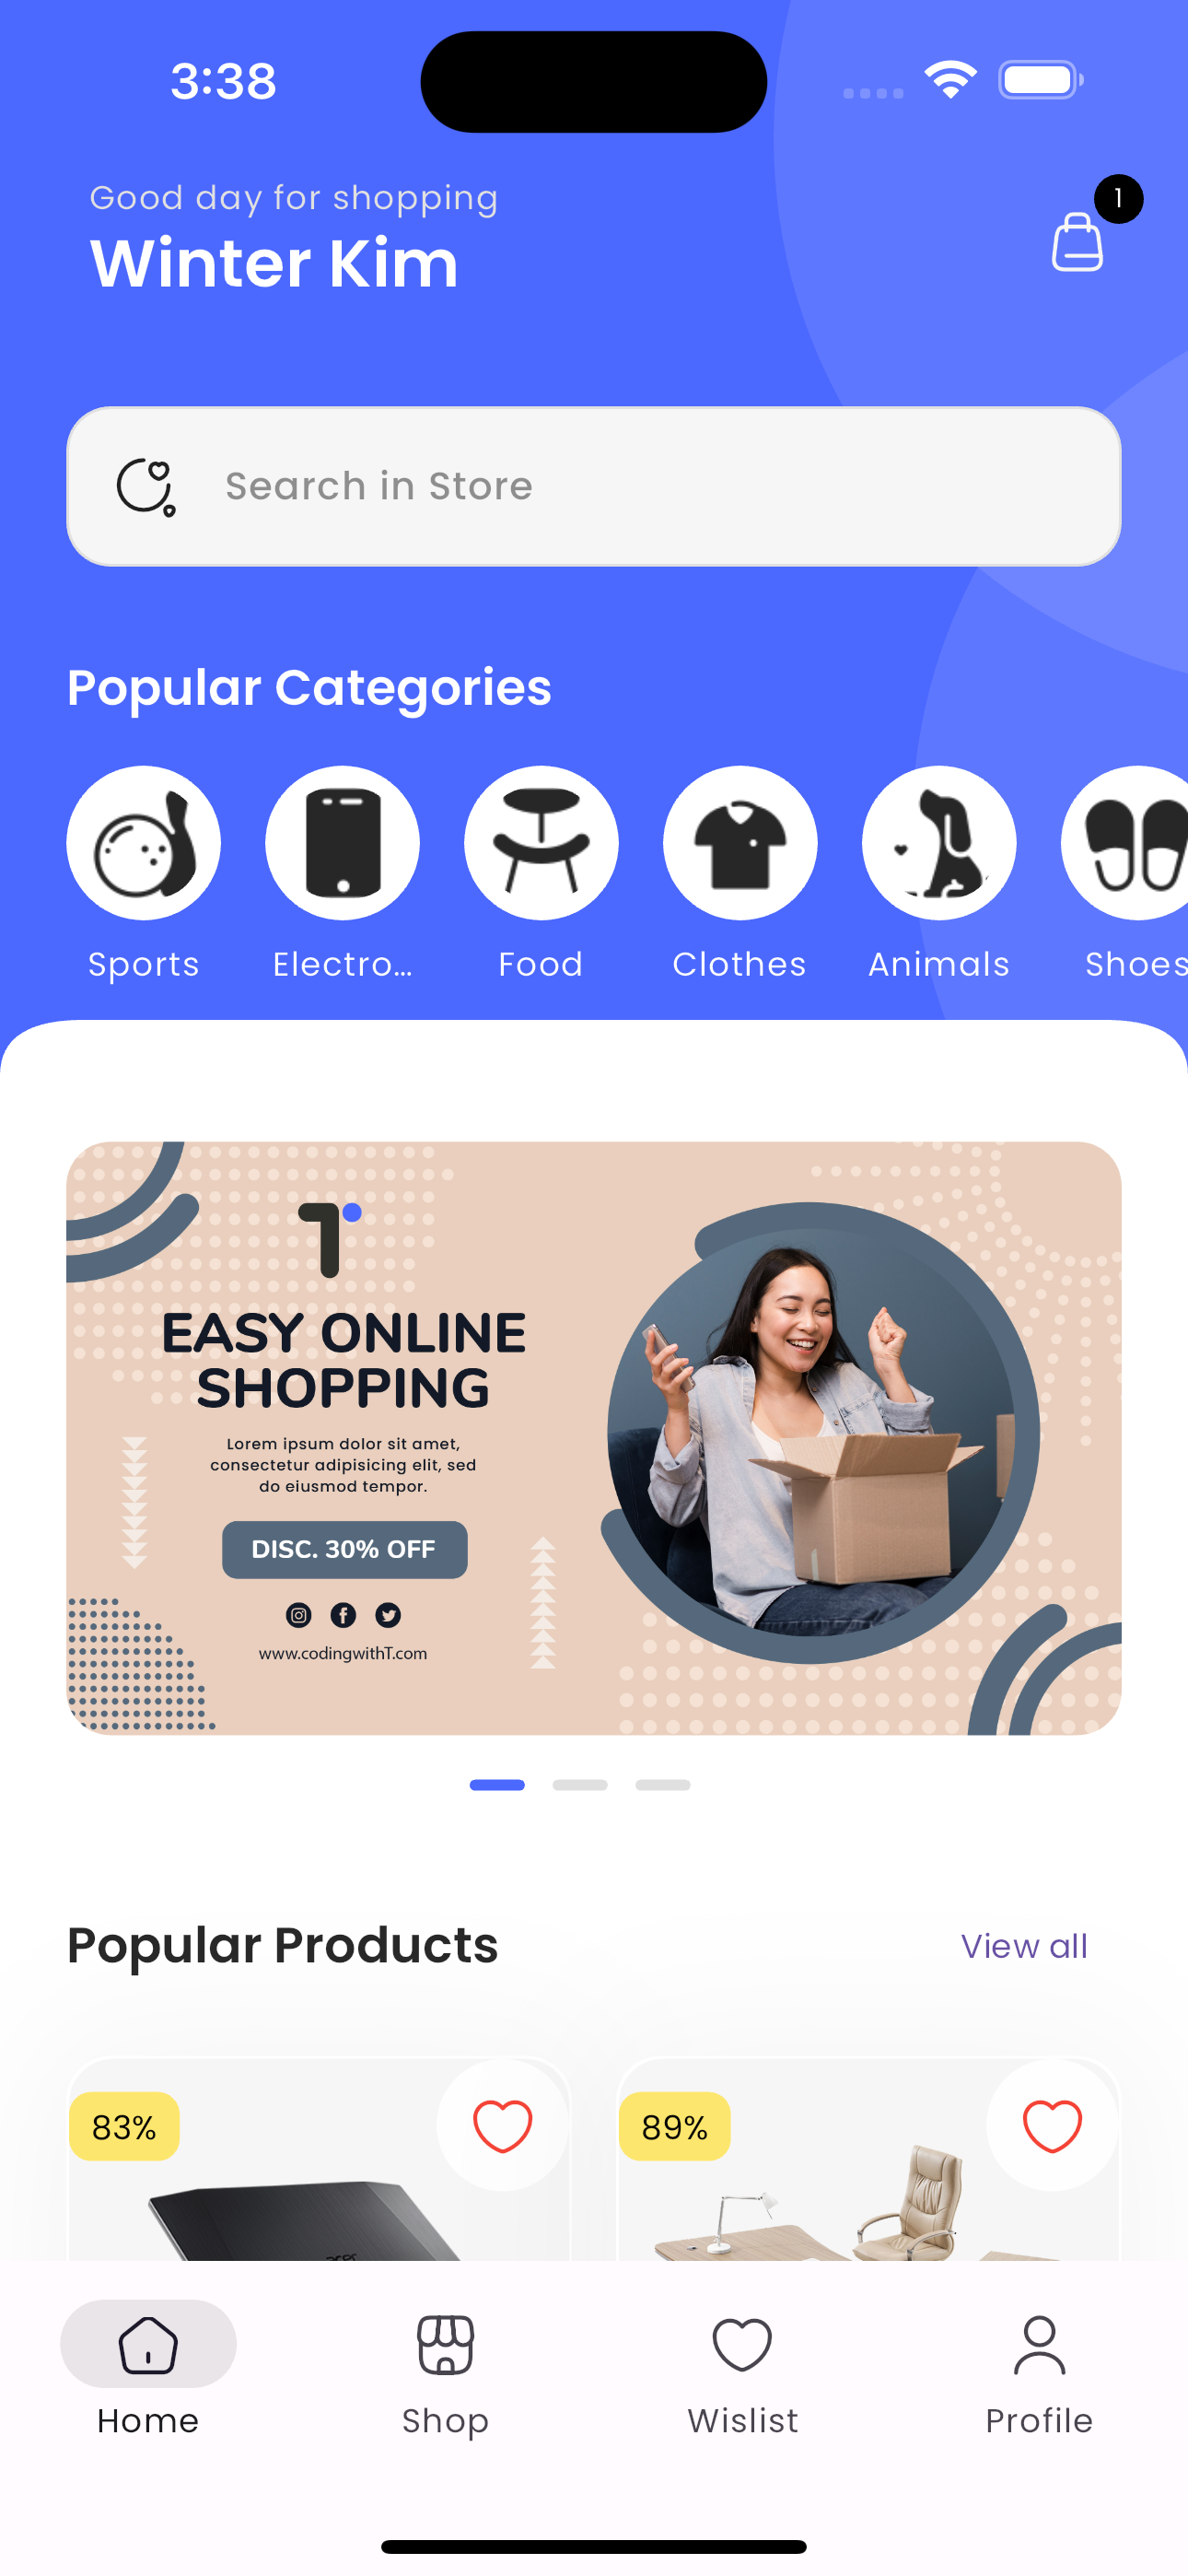 3:38
Good day for shopping
1
Winter Kim
Search in Store
Popular Categories
Sports
Electro...
Food
Clothes
Animals
Shoes
EASY ONLINE
SHOPPING
Lorem ipsum dolor sit amet,
consectetur adipisicing elit, sed
do eiusmod tempor.
DISC. 30% OFF
www.codingwithT.com
Popular Products
View all
83%
89%
acer
Home
Shop
Wislist
Profile